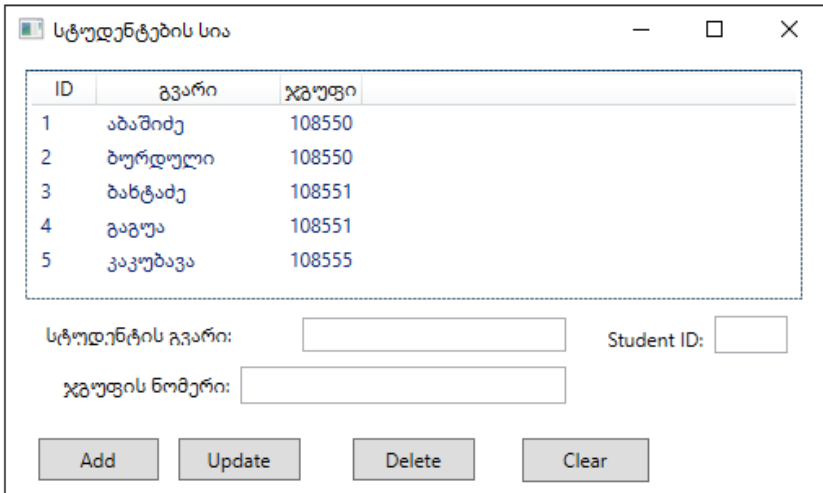 სტუდენტების სია
ID გვარი ჯგუფი
1 აბაშიძე 108550
2 ბურდული 108550
3 ბახტაძე 108551
4 გაგუა 108551
5 კაკუბავა 108555
სტუდენტის გვარი: Student ID:
ჯგუფის ნომერი:
Add Update Delete Clear